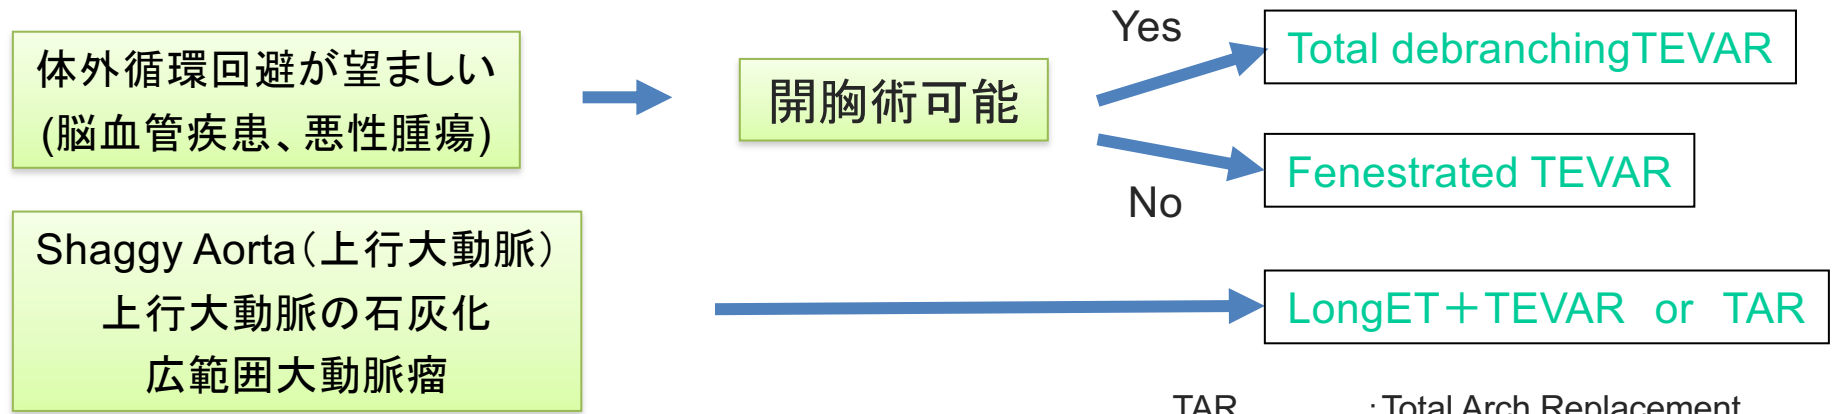 体外循環回避が望ましい
(脳血管疾患、悪性腫瘍)
開胸術可能
Yes
Total debranchingTEVAR
No
Fenestrated TEVAR
Shaggy Aorta(上行大動脈)
上行大動脈の石灰化
広範囲大動脈瘤
LongET＋TEVAR or TAR
TAR :Total Arch Replacement